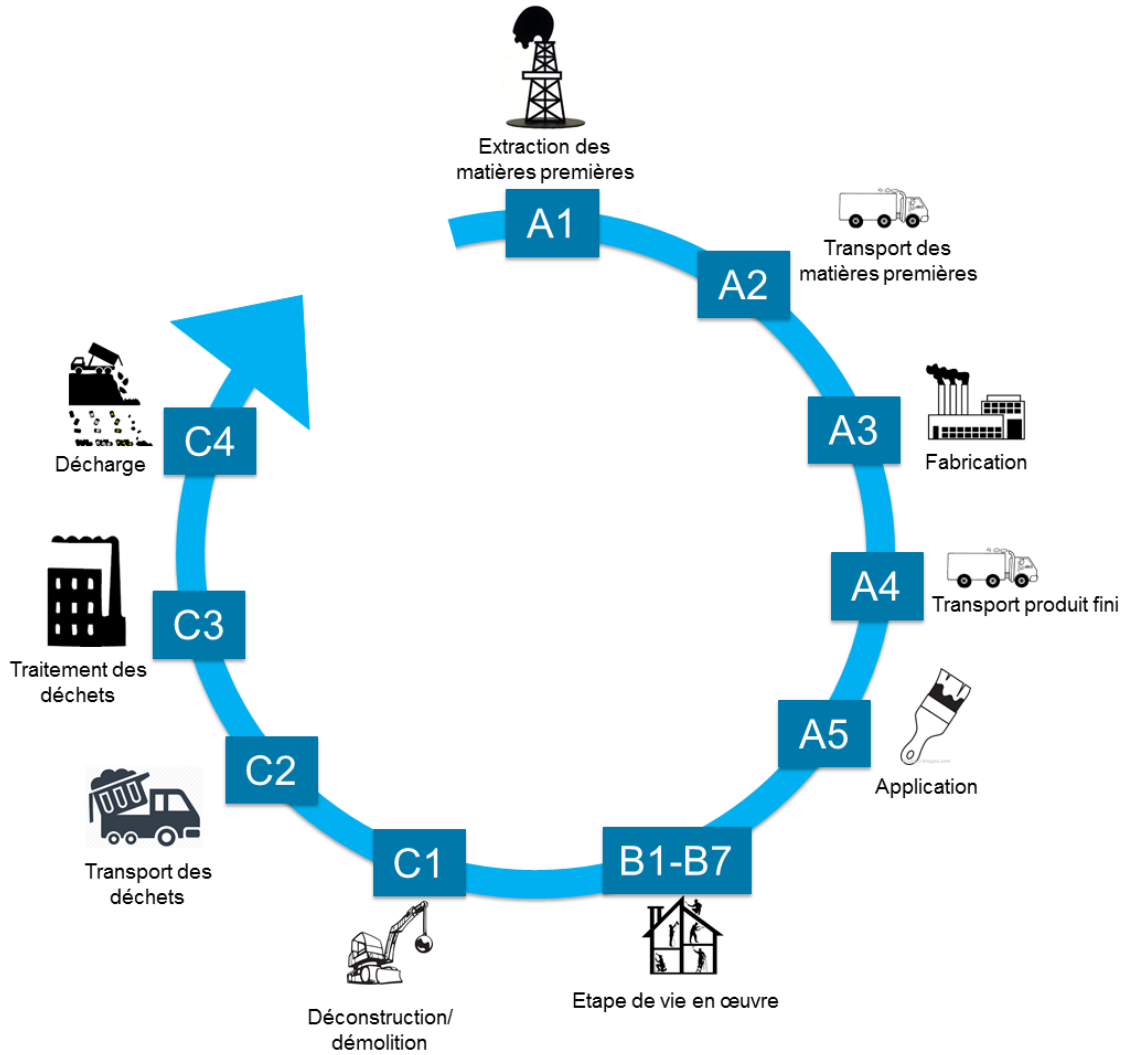 Extraction des
matières premières
A1
A2
Transport des
matières premières
A3
Fabrication
A4
Transport produit fini
A5
Application
B1-B7
Etape de vie en œuvre
C1
Déconstruction/
démolition
C2
Transport des
déchets
C3
Traitement des
déchets
C4
Décharge